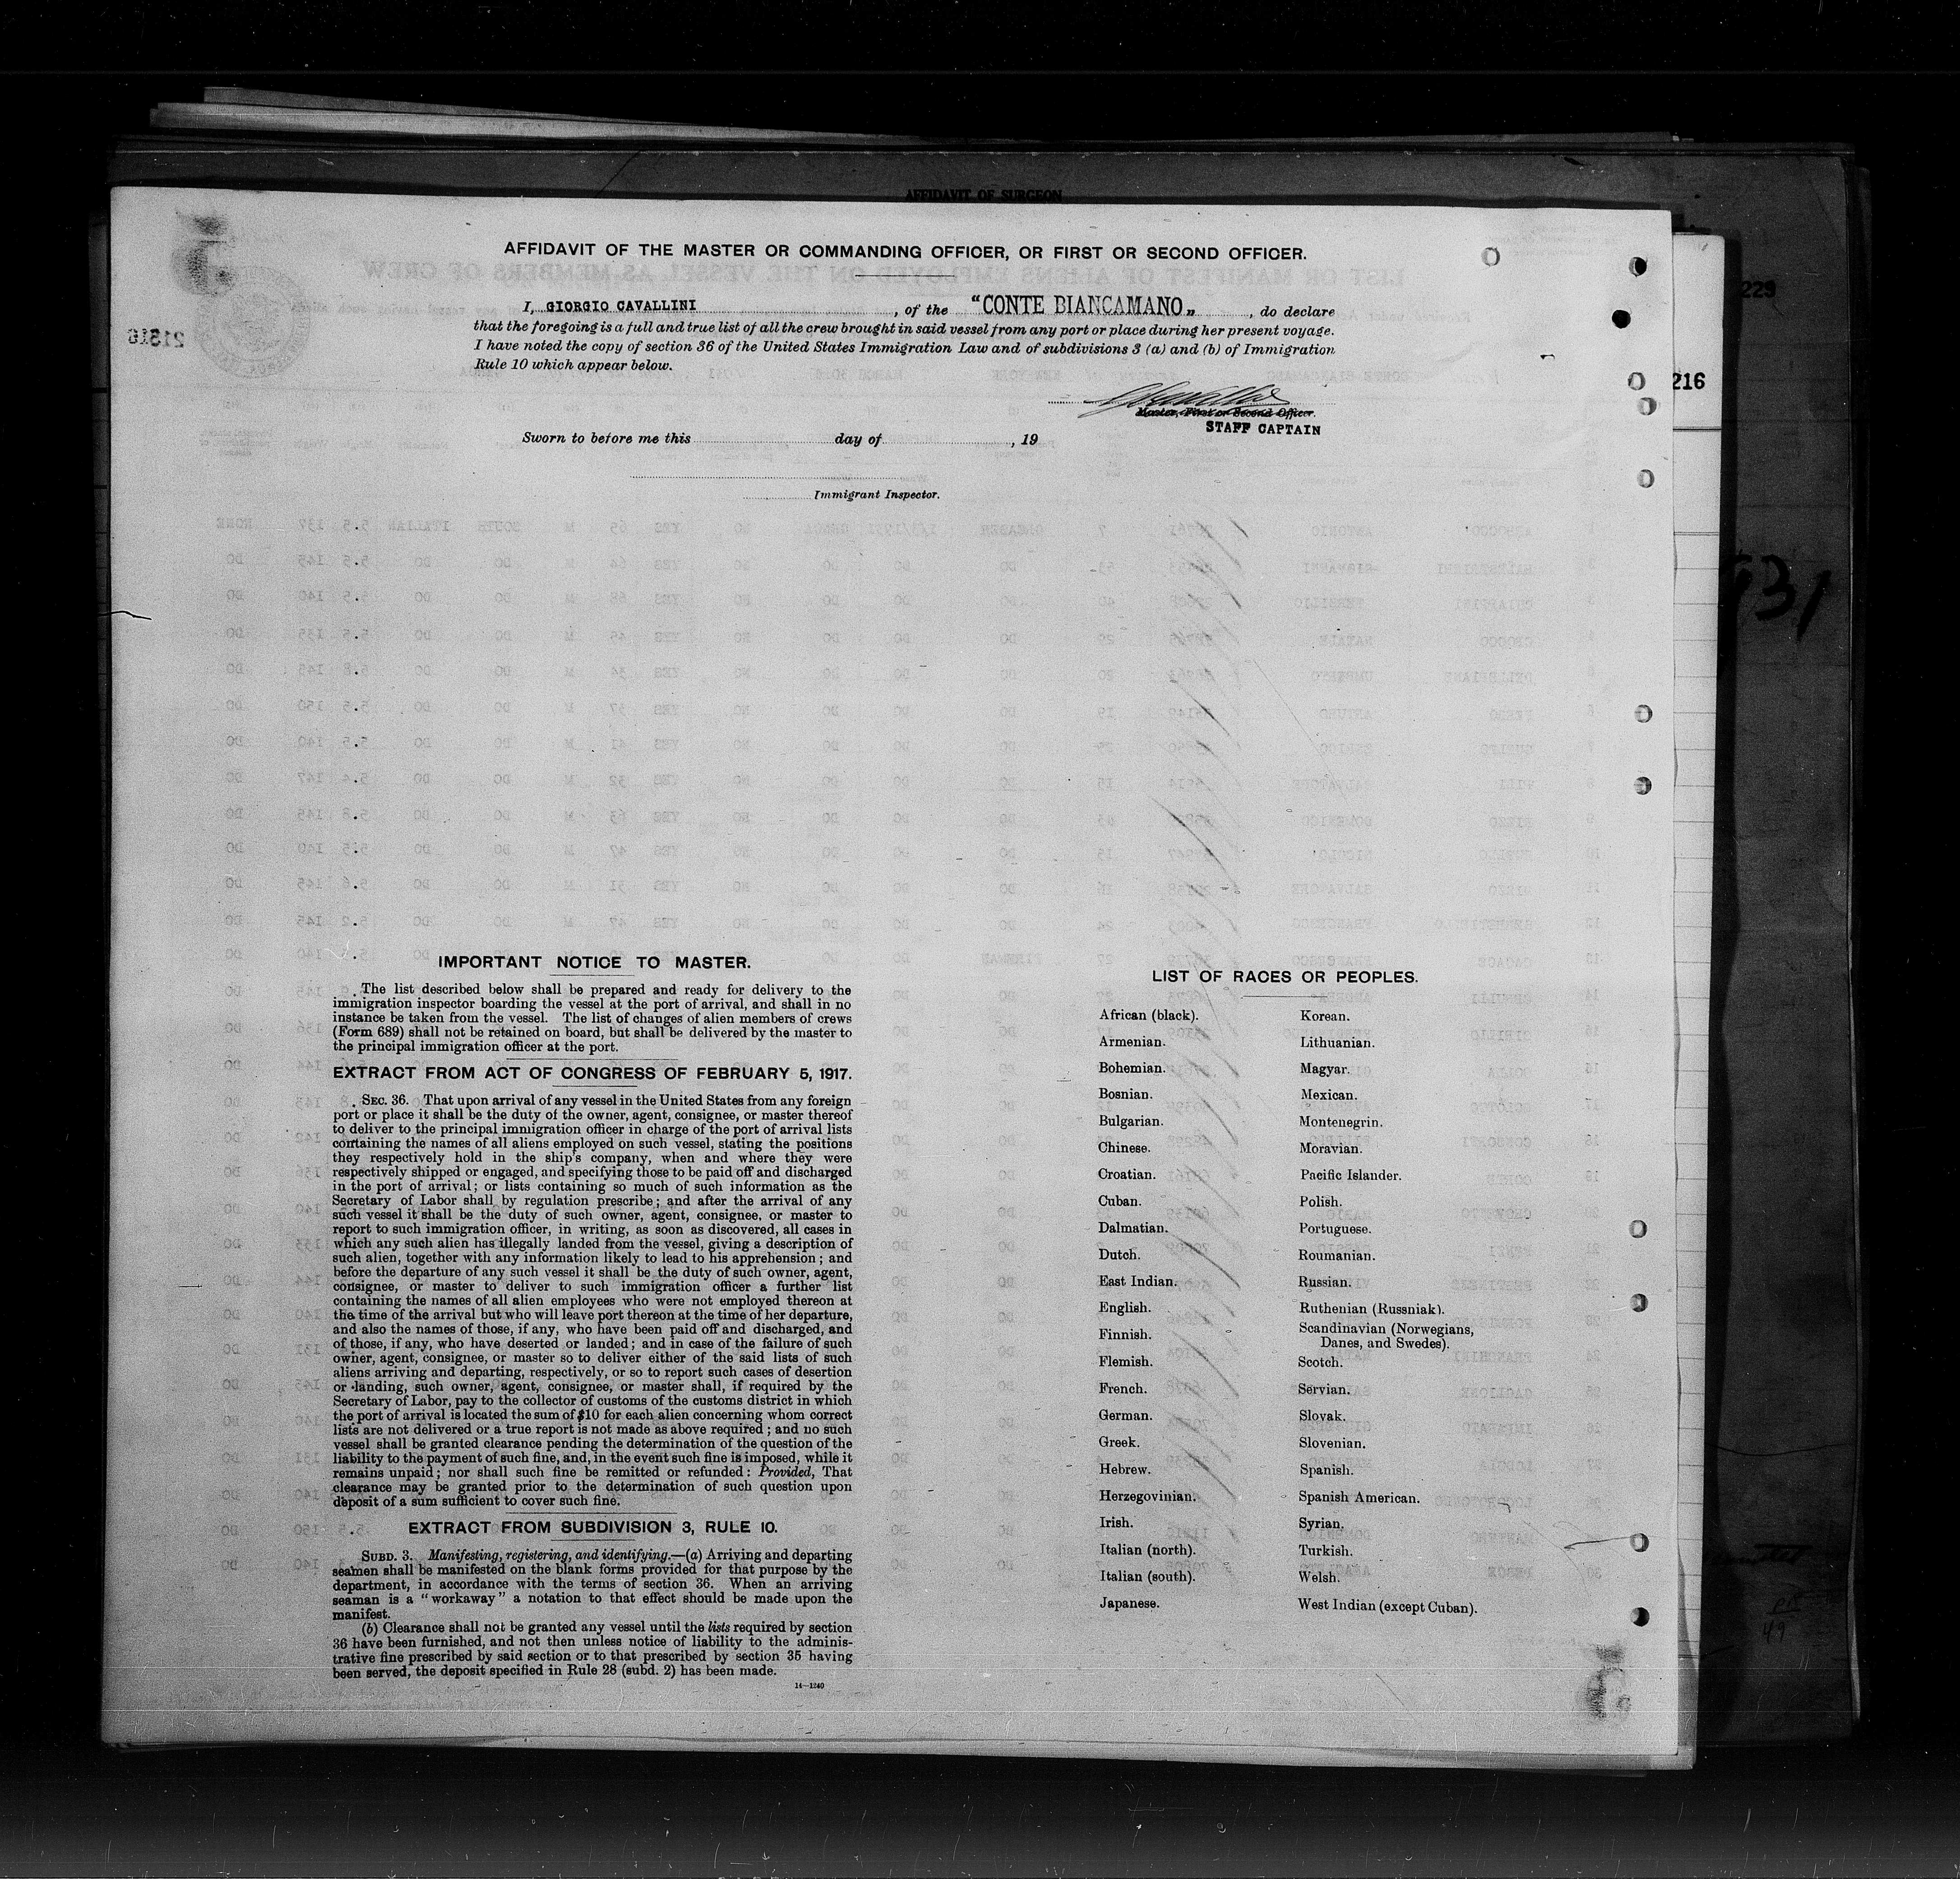 AFFIDAVIT OF SURGEON
AFFIDAVIT OF THE MASTER OR COMMANDING OFFICER, OR FIRST OR SECOND OFFICER.
I, GIORGIO CAVALLINI, of the "CONTE BIANCAMANO„, do declare
that the foregoing is a full and true list of all the crew brought in said vessel from any port or place during her present voyage.
I have noted the copy of section 36 of the United States Immigration Law and of subdivisions 3 (a) and (b) of Immigration
Rule 10 which appear below.
Master, First or Second Officer.
STAFF CAPTAIN
Sworn to before me this day of , 19
Immigrant Inspector.
229
216
931
IMPORTANT NOTICE TO MASTER.
The list described below shall be prepared and ready for delivery to the
immigration inspector boarding the vessel at the port of arrival, and shall in no
instance be taken from the vessel. The list of changes of alien members of crews
(Form 689) shall not be retained on board, but shall be delivered by the master to
the principal immigration officer at the port.
EXTRACT FROM ACT OF CONGRESS OF FEBRUARY 5, 1917.
SEC. 36. That upon arrival of any vessel in the United States from any foreign
port or place it shall be the duty of the owner, agent, consignee, or master thereof
to deliver to the principal immigration officer in charge of the port of arrival lists
containing the names of all aliens employed on such vessel, stating the positions
they respectively hold in the ship's company, when and where they were
respectively shipped or engaged, and specifying those to be paid off and discharged
in the port of arrival; or lists containing so much of such information as the
Secretary of Labor shall by regulation prescribe; and after the arrival of any
such vessel it shall be the duty of such owner, agent, consignee, or master to
report to such immigration officer, in writing, as soon as discovered, all cases in
which any such alien has illegally landed from the vessel, giving a description of
such alien, together with any information likely to lead to his apprehension; and
before the departure of any such vessel it shall be the duty of such owner, agent,
consignee, or master to deliver to such immigration officer a further list
containing the names of all alien employees who were not employed thereon at
the time of the arrival but who will leave port thereon at the time of her departure,
and also the names of those, if any, who have been paid off and discharged, and
of those, if any, who have deserted or landed; and in case of the failure of such
owner, agent, consignee, or master so to deliver either of the said lists of such
aliens arriving and departing, respectively, or so to report such cases of desertion
or landing, such owner, agent, consignee, or master shall, if required by the
Secretary of Labor, pay to the collector of customs of the customs district in which
the port of arrival is located the sum of $10 for each alien concerning whom correct
lists are not delivered or a true report is not made as above required; and no such
vessel shall be granted clearance pending the determination of the question of the
liability to the payment of such fine, and, in the event such fine is imposed, while it
remains unpaid; nor shall such fine be remitted or refunded: Provided, That
clearance may be granted prior to the determination of such question upon
deposit of a sum sufficient to cover such fine.
EXTRACT FROM SUBDIVISION 3, RULE 10.
SUBD. 3. Manifesting, registering, and identifying.—(a) Arriving and departing
seamen shall be manifested on the blank forms provided for that purpose by the
department, in accordance with the terms of section 36. When an arriving
seaman is a "workaway" a notation to that effect should be made upon the
manifest.
(b) Clearance shall not be granted any vessel until the lists required by section
36 have been furnished, and not then unless notice of liability to the adminis-
trative fine prescribed by said section or to that prescribed by section 35 having
been served, the deposit specified in Rule 28 (subd. 2) has been made.
14—1240
LIST OF RACES OR PEOPLES.
African (black).
Armenian.
Bohemian.
Bosnian.
Bulgarian.
Chinese.
Croatian.
Cuban.
Dalmatian.
Dutch.
East Indian.
English.
Finnish.
Flemish.
French.
German.
Greek.
Hebrew.
Herzegovinian.
Irish.
Italian (north).
Italian (south).
Japanese.
Korean.
Lithuanian.
Magyar.
Mexican.
Montenegrin.
Moravian.
Pacific Islander.
Polish.
Portuguese.
Roumanian.
Russian.
Ruthenian (Russniak).
Scandinavian (Norwegians,
Danes, and Swedes).
Scotch.
Servian.
Slovak.
Slovenian.
Spanish.
Spanish American.
Syrian.
Turkish.
Welsh.
West Indian (except Cuban).